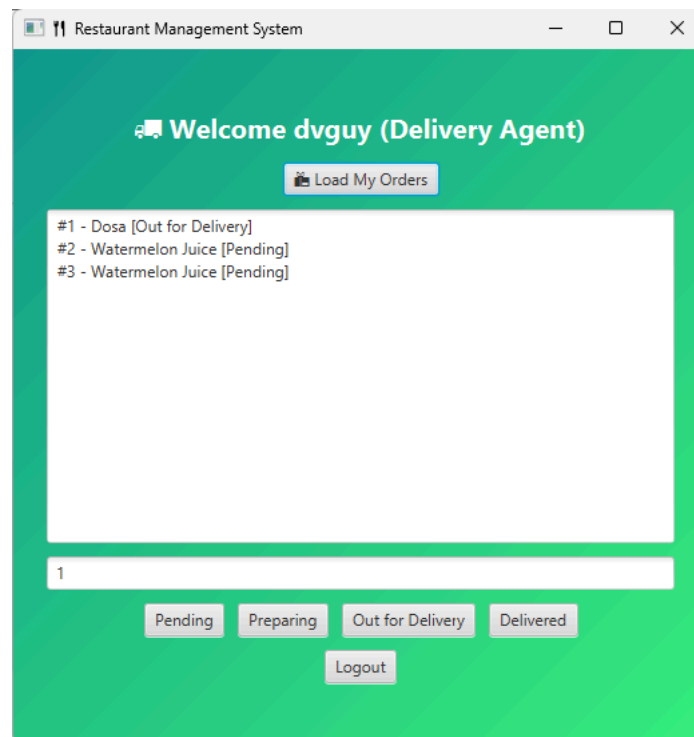 Restaurant Management System
Welcome dvguy (Delivery Agent)
Load My Orders
#1 - Dosa [Out for Delivery]
#2 - Watermelon Juice [Pending]
#3 - Watermelon Juice [Pending]
1
Pending Preparing Out for Delivery Delivered
Logout